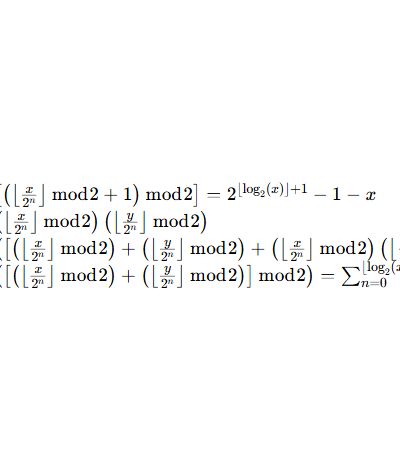 [(⌊x/2ⁿ⌋ mod2 + 1) mod2] = 2^(⌊log₂(x)⌋+1) − 1 − x
(⌊x/2ⁿ⌋ mod2) (⌊y/2ⁿ⌋ mod2)
([(⌊x/2ⁿ⌋ mod2) + (⌊y/2ⁿ⌋ mod2) + (⌊x/2ⁿ⌋ mod2) (⌊
([(⌊x/2ⁿ⌋ mod2) + (⌊y/2ⁿ⌋ mod2)] mod2) = ∑_{n=0}^{⌊log₂(x